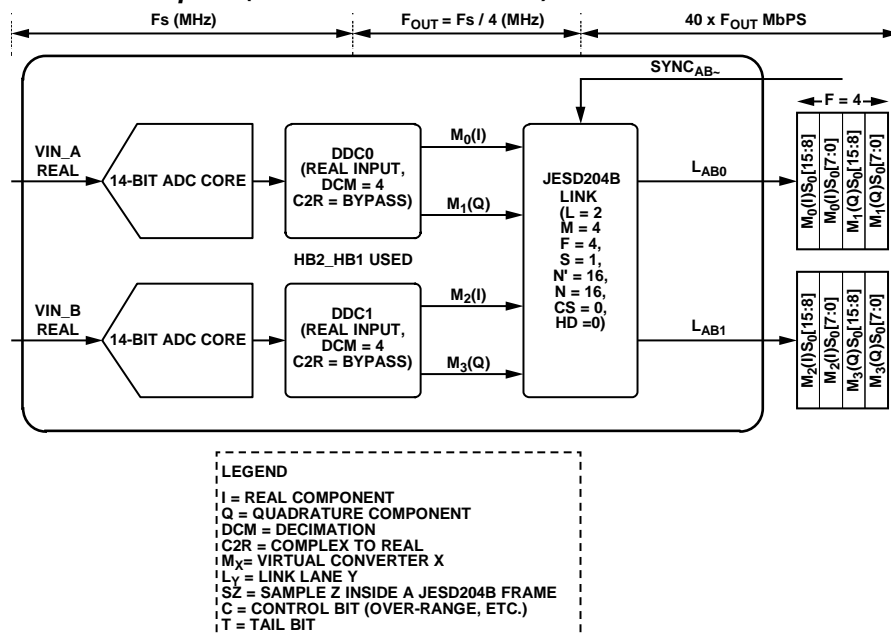 Fs (MHz)
FOUT = Fs / 4 (MHz)
40 x FOUT MbPS
SYNCAB~
F = 4
VIN_A
REAL
14-BIT ADC CORE
DDC0
(REAL INPUT,
DCM = 4
C2R = BYPASS)
M0(I)
M1(Q)
HB2_HB1 USED
VIN_B
REAL
14-BIT ADC CORE
DDC1
(REAL INPUT,
DCM = 4
C2R = BYPASS)
M2(I)
M3(Q)
JESD204B
LINK
(L = 2
M = 4
F = 4,
S = 1,
N' = 16,
N = 16,
CS = 0,
HD =0)
LAB0
LAB1
M0(I)S0[15:8]
M0(I)S0[7:0]
M1(Q)S0[15:8]
M1(Q)S0[7:0]
M2(I)S0[15:8]
M2(I)S0[7:0]
M3(Q)S0[15:8]
M3(Q)S0[7:0]
LEGEND
I = REAL COMPONENT
Q = QUADRATURE COMPONENT
DCM = DECIMATION
C2R = COMPLEX TO REAL
MX= VIRTUAL CONVERTER X
LY = LINK LANE Y
SZ = SAMPLE Z INSIDE A JESD204B FRAME
C = CONTROL BIT (OVER-RANGE, ETC.)
T = TAIL BIT